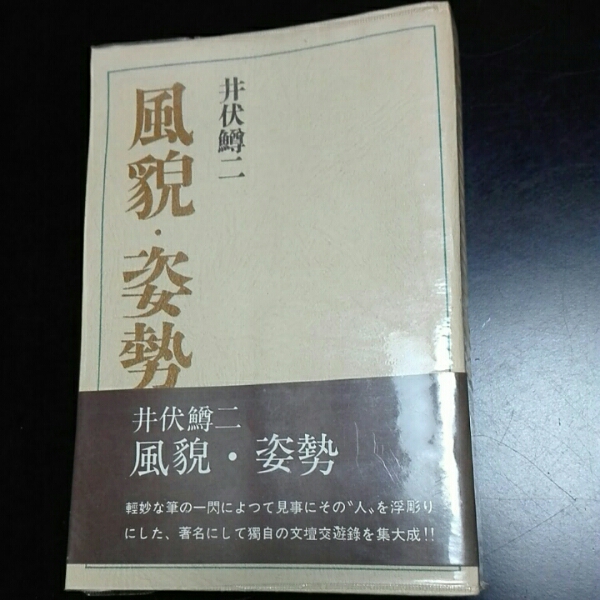 井伏鱒二
風貌・姿勢
井伏鱒二
風貌・姿勢
輕妙な筆の一閃によつて見事にその〝人〟を浮彫り
にした、著名にして獨自の文壇交遊錄を集大成!!